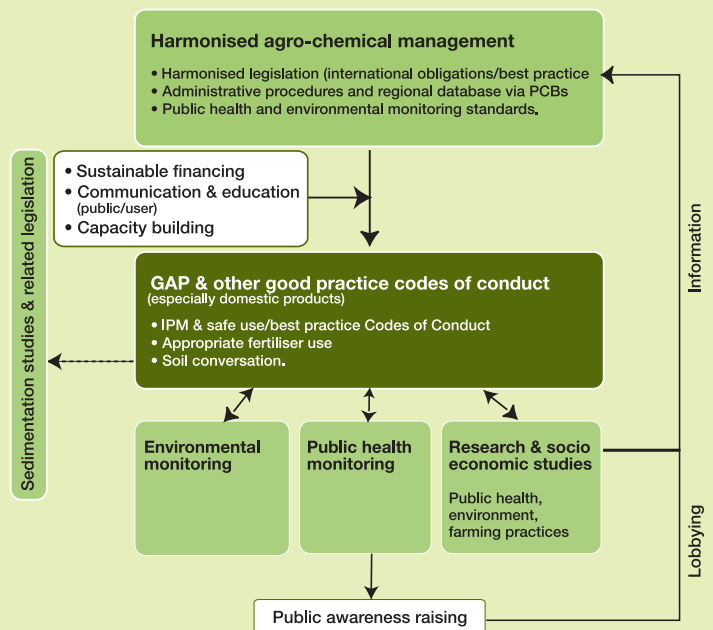 Harmonised agro-chemical management
• Harmonised legislation (international obligations/best practice
• Administrative procedures and regional database via PCBs
• Public health and environmental monitoring standards.
• Sustainable financing
• Communication & education
(public/user)
• Capacity building
Sedimentation studies & related legislation
GAP & other good practice codes of conduct
(especially domestic products)
• IPM & safe use/best practice Codes of Conduct
• Appropriate fertiliser use
• Soil conversation.
Information
Environmental
monitoring
Public health
monitoring
Research & socio
economic studies
Public health,
environment,
farming practices
Lobbying
Public awareness raising